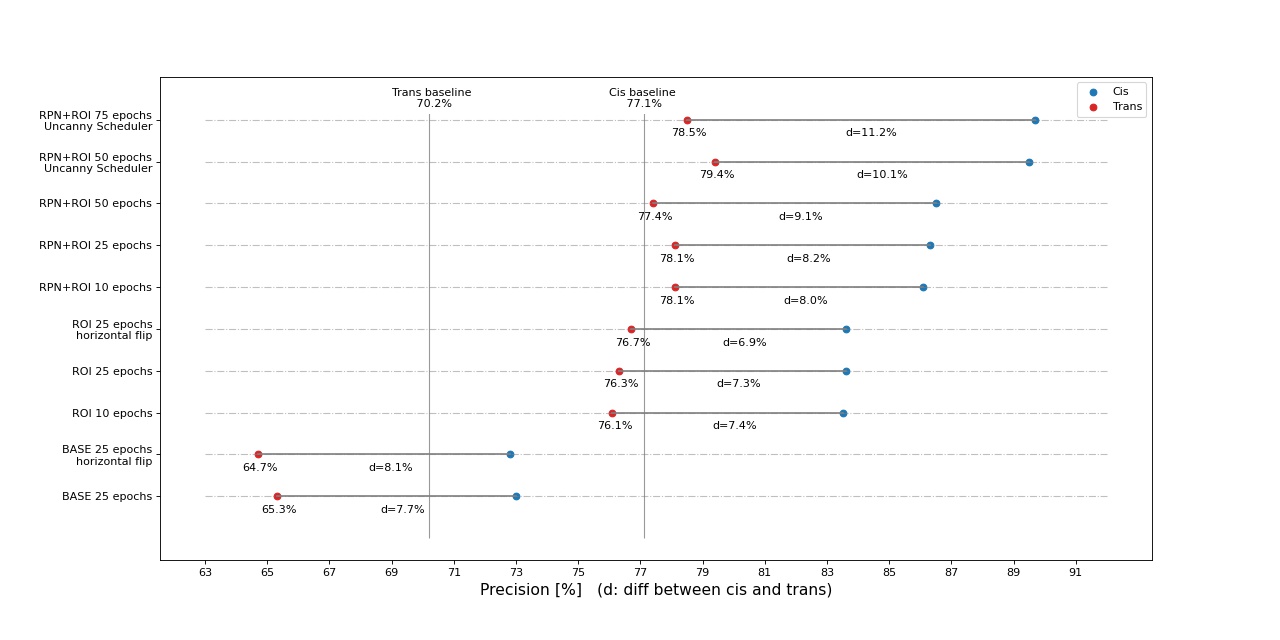 Trans baseline
70.2%
Cis baseline
77.1%
Cis
Trans
RPN+ROI 75 epochs
Uncanny Scheduler
78.5%
d=11.2%
RPN+ROI 50 epochs
Uncanny Scheduler
79.4%
d=10.1%
RPN+ROI 50 epochs
77.4%
d=9.1%
RPN+ROI 25 epochs
78.1%
d=8.2%
RPN+ROI 10 epochs
78.1%
d=8.0%
ROI 25 epochs
horizontal flip
76.7%
d=6.9%
ROI 25 epochs
76.3%
d=7.3%
ROI 10 epochs
76.1%
d=7.4%
BASE 25 epochs
horizontal flip
64.7%
d=8.1%
BASE 25 epochs
65.3%
d=7.7%
63 65 67 69 71 73 75 77 79 81 83 85 87 89 91
Precision [%] (d: diff between cis and trans)